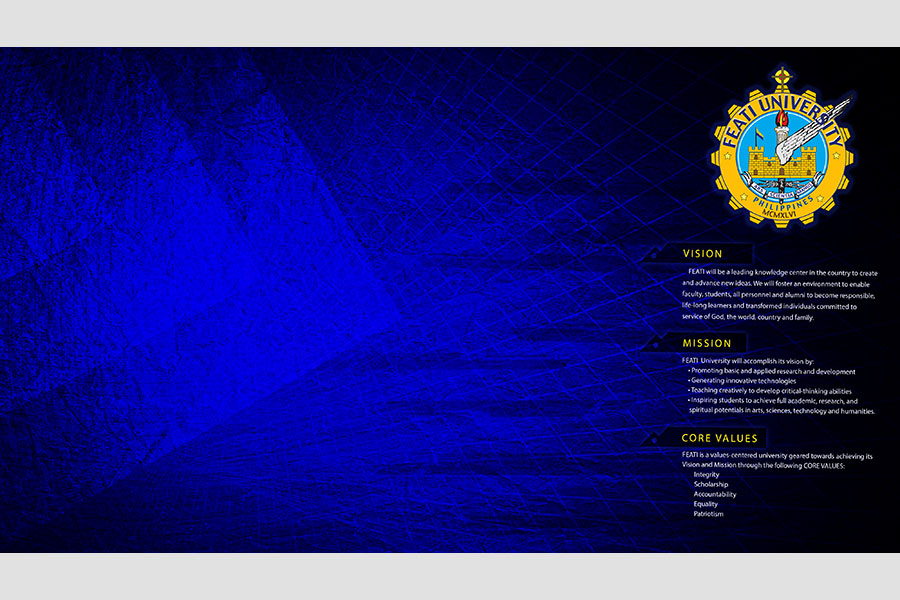 FEATI UNIVERSITY
PHILIPPINES
MCMXLVI
VISION
FEATI will be a leading knowledge center in the country to create
and advance new ideas. We will foster an environment to enable
faculty, students, all personnel and alumni to become responsible,
life-long learners and transformed individuals committed to
service of God, the world, country and family.
MISSION
FEATI University will accomplish its vision by:
• Promoting basic and applied research and development
• Generating innovative technologies
• Teaching creatively to develop critical-thinking abilities
• Inspiring students to achieve full academic, research, and
spiritual potentials in arts, sciences, technology and humanities.
CORE VALUES
FEATI is a values-centered university geared towards achieving its
Vision and Mission through the following CORE VALUES:
Integrity
Scholarship
Accountability
Equality
Patriotism